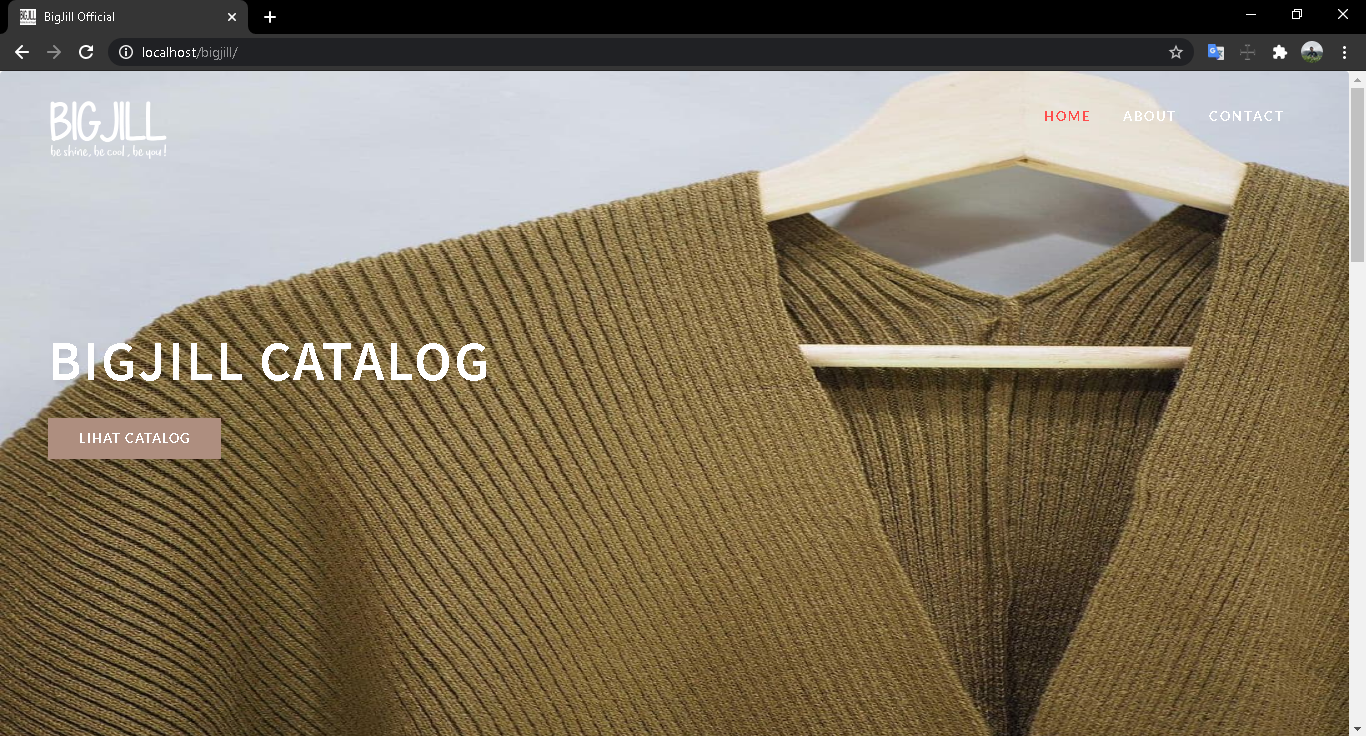 BigJill Official
localhost/bigjill/
BIGJILL
be shine, be cool, be you!
HOME ABOUT CONTACT
BIGJILL CATALOG
LIHAT CATALOG